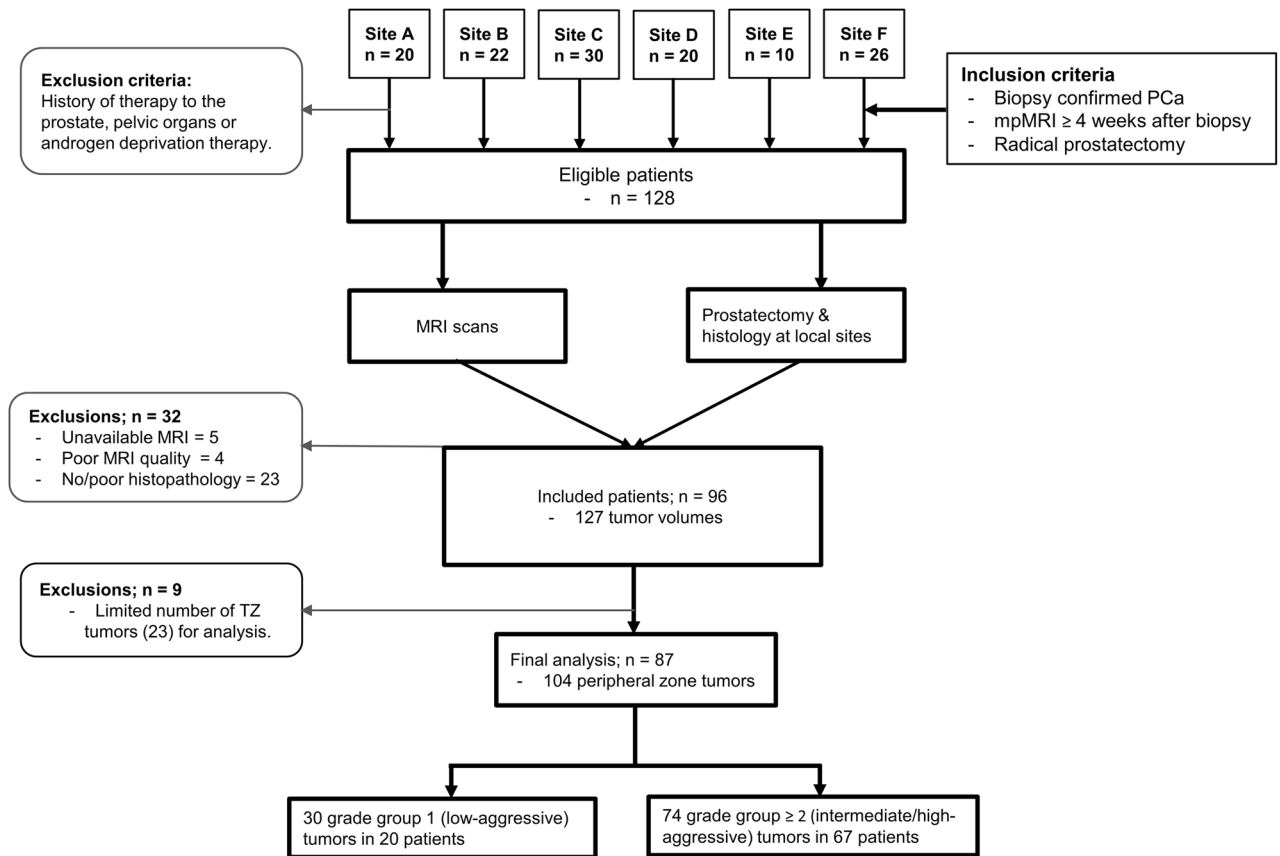 Site A
n = 20
Site B
n = 22
Site C
n = 30
Site D
n = 20
Site E
n = 10
Site F
n = 26
Exclusion criteria:
History of therapy to the
prostate, pelvic organs or
androgen deprivation therapy.
Inclusion criteria
- Biopsy confirmed PCa
- mpMRI ≥ 4 weeks after biopsy
- Radical prostatectomy
Eligible patients
- n = 128
MRI scans
Prostatectomy &
histology at local sites
Exclusions; n = 32
- Unavailable MRI = 5
- Poor MRI quality = 4
- No/poor histopathology = 23
Included patients; n = 96
- 127 tumor volumes
Exclusions; n = 9
- Limited number of TZ
tumors (23) for analysis.
Final analysis; n = 87
- 104 peripheral zone tumors
30 grade group 1 (low-aggressive)
tumors in 20 patients
74 grade group ≥ 2 (intermediate/high-
aggressive) tumors in 67 patients